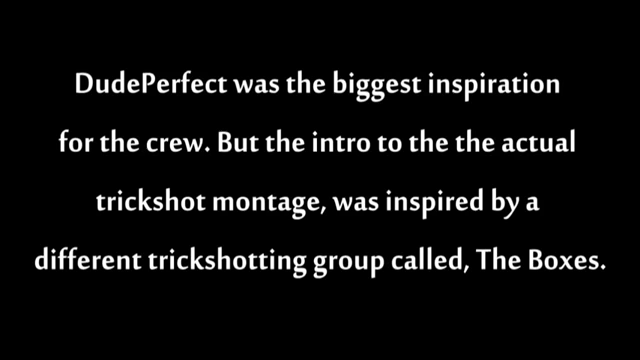 DudePerfect was the biggest inspiration
for the crew. But the intro to the the actual
trickshot montage, was inspired by a
different trickshotting group called, The Boxes.